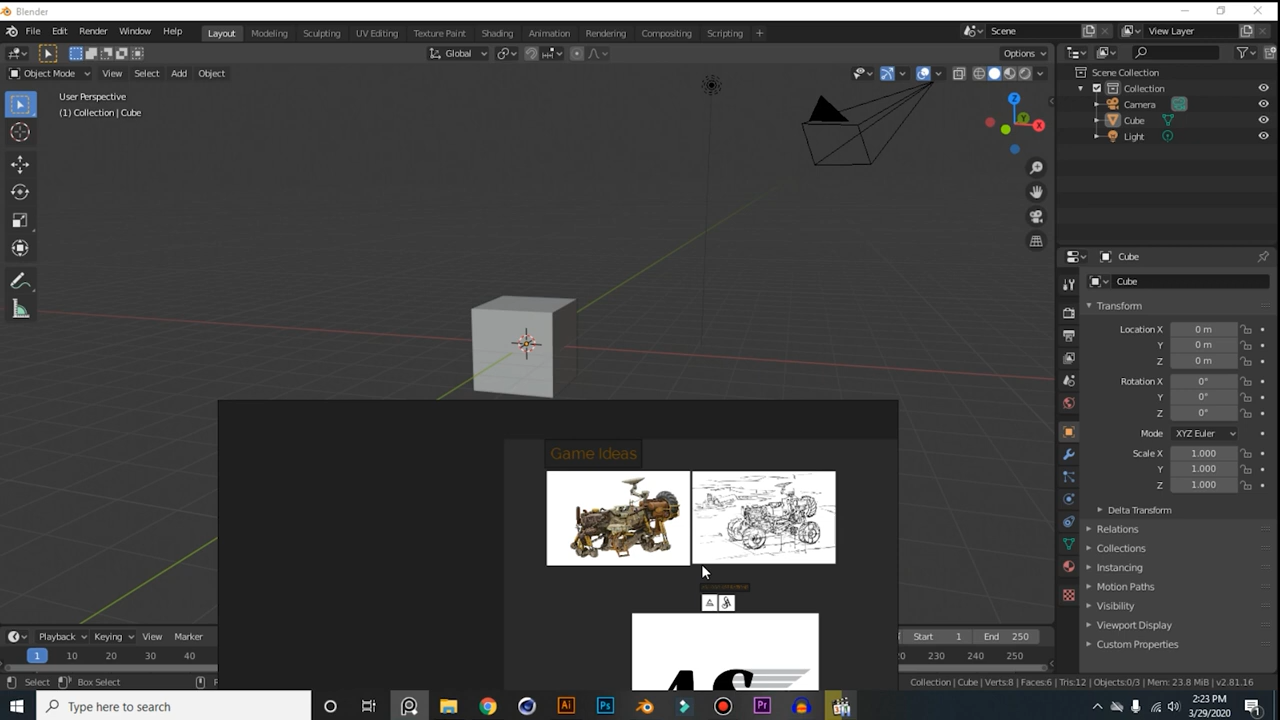 Blender
File Edit Render Window Help
Layout Modeling Sculpting UV Editing Texture Paint Shading Animation Rendering Compositing Scripting +
Scene
View Layer
Global
Options
Object Mode View Select Add Object
User Perspective
(1) Collection | Cube
Z
Y
X
Scene Collection
Collection
Camera
Cube
Light
Cube
Cube
Transform
Location X 0 m
Y 0 m
Z 0 m
Rotation X 0°
Y 0°
Z 0°
Mode XYZ Euler
Scale X 1.000
Y 1.000
Z 1.000
Delta Transform
Relations
Collections
Instancing
Motion Paths
Visibility
Viewport Display
Custom Properties
Game Ideas
AS
Playback Keying View Marker
Start 1 End 250
1 10 20 30 40
230 240 250
Select Box Select
Collection | Cube | Verts:8 | Faces:6 | Tris:12 | Objects:0/3 | Mem: 23.8 MiB | v2.81.16
Type here to search
Ai Ps Pr
2:23 PM
3/29/2020